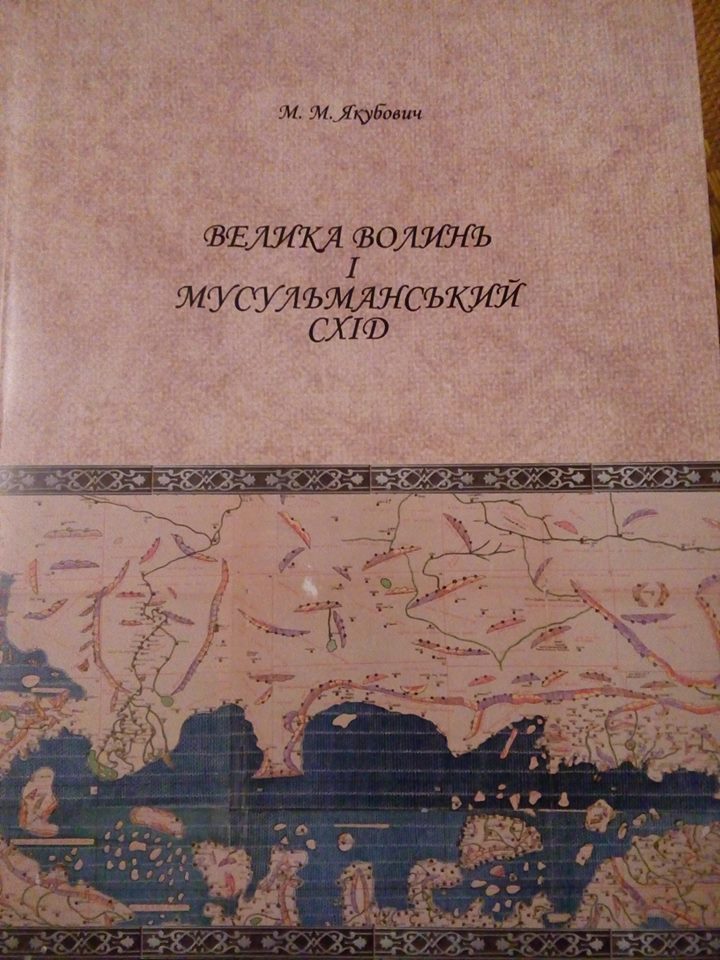 М. М. Якубович
ВЕЛИКА ВОЛИНЬ
І
МУСУЛЬМАНСЬКИЙ
СХІД